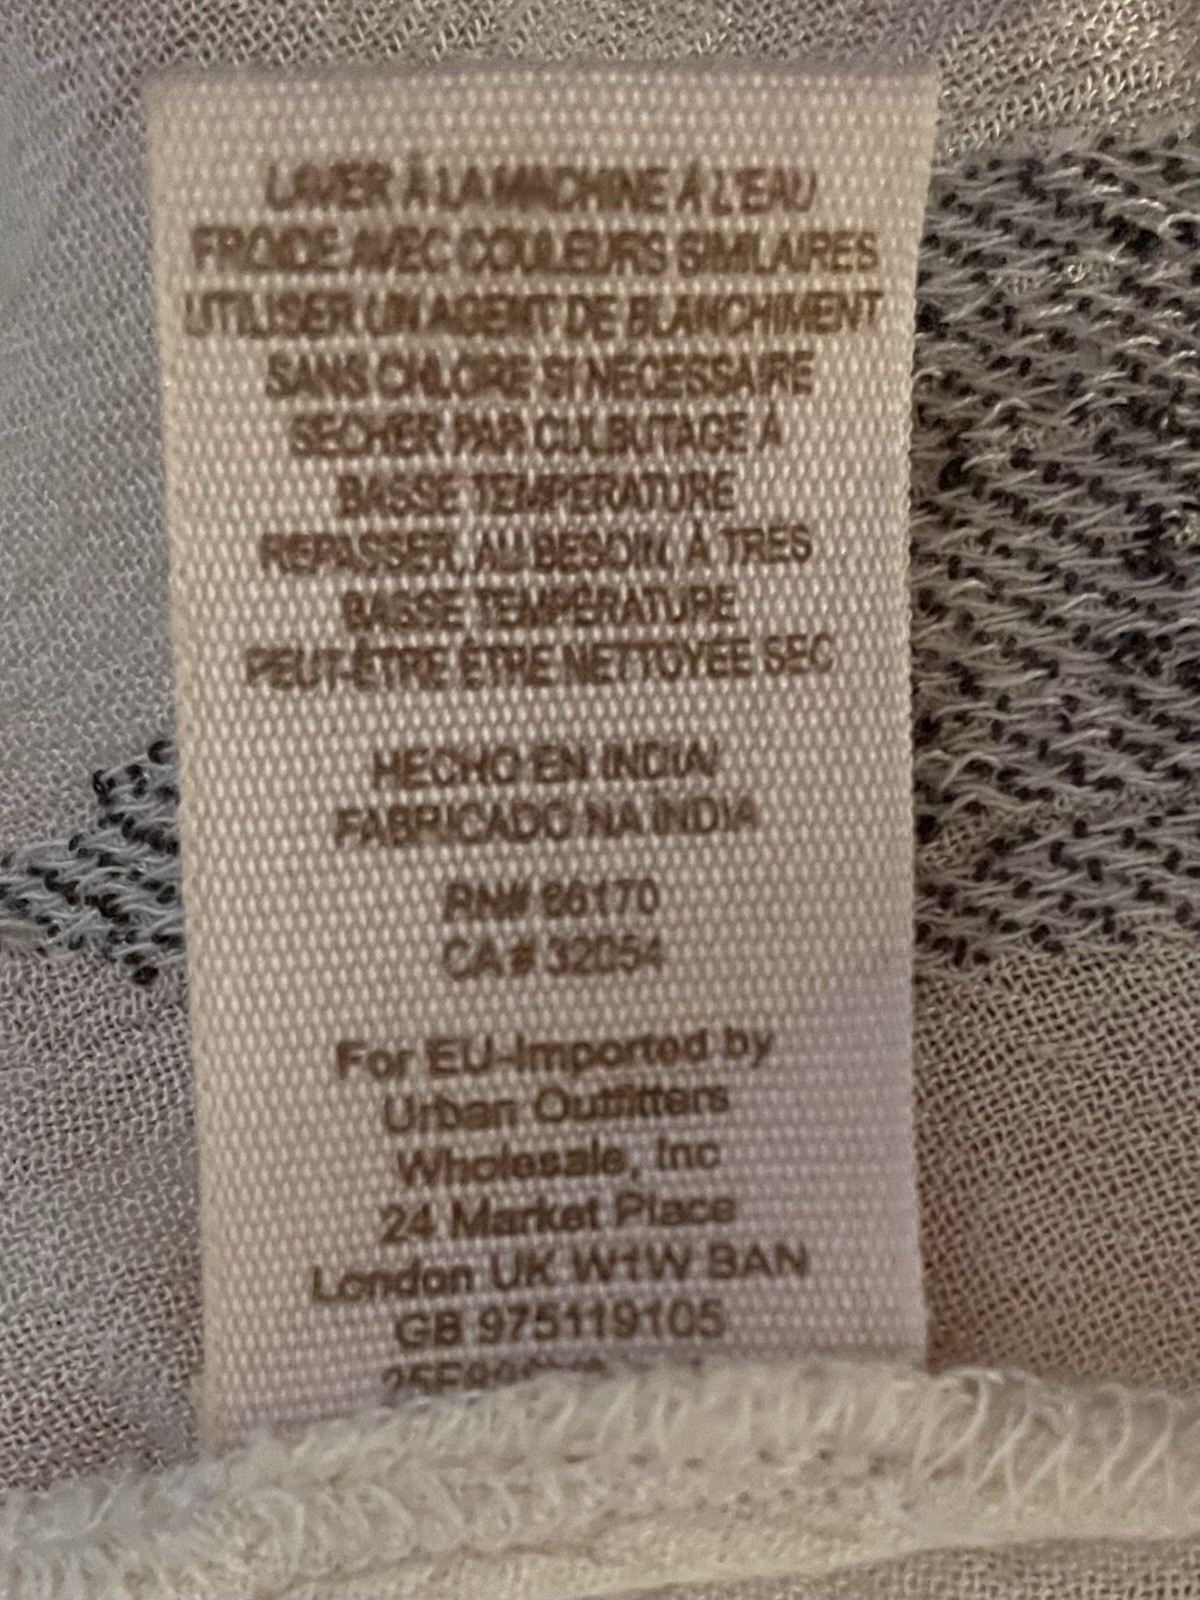 LAVER À LA MACHINE À L'EAU
FROIDE AVEC COULEURS SIMILAIRES
UTILISER UN AGENT DE BLANCHIMENT
SANS CHLORE SI NECESSAIRE
SECHER PAR CULBUTAGE À
BASSE TEMPERATURE
REPASSER, AU BESOIN, À TRES
BASSE TEMPÉRATURE
PEUT-ÊTRE ÊTRE NETTOYÉE SEC
HECHO EN INDIA/
FABRICADO NA ÍNDIA
RN# 66170
CA # 32054
For EU-Imported by
Urban Outfitters
Wholesale, Inc
24 Market Place
London UK W1W 8AN
GB 975119105